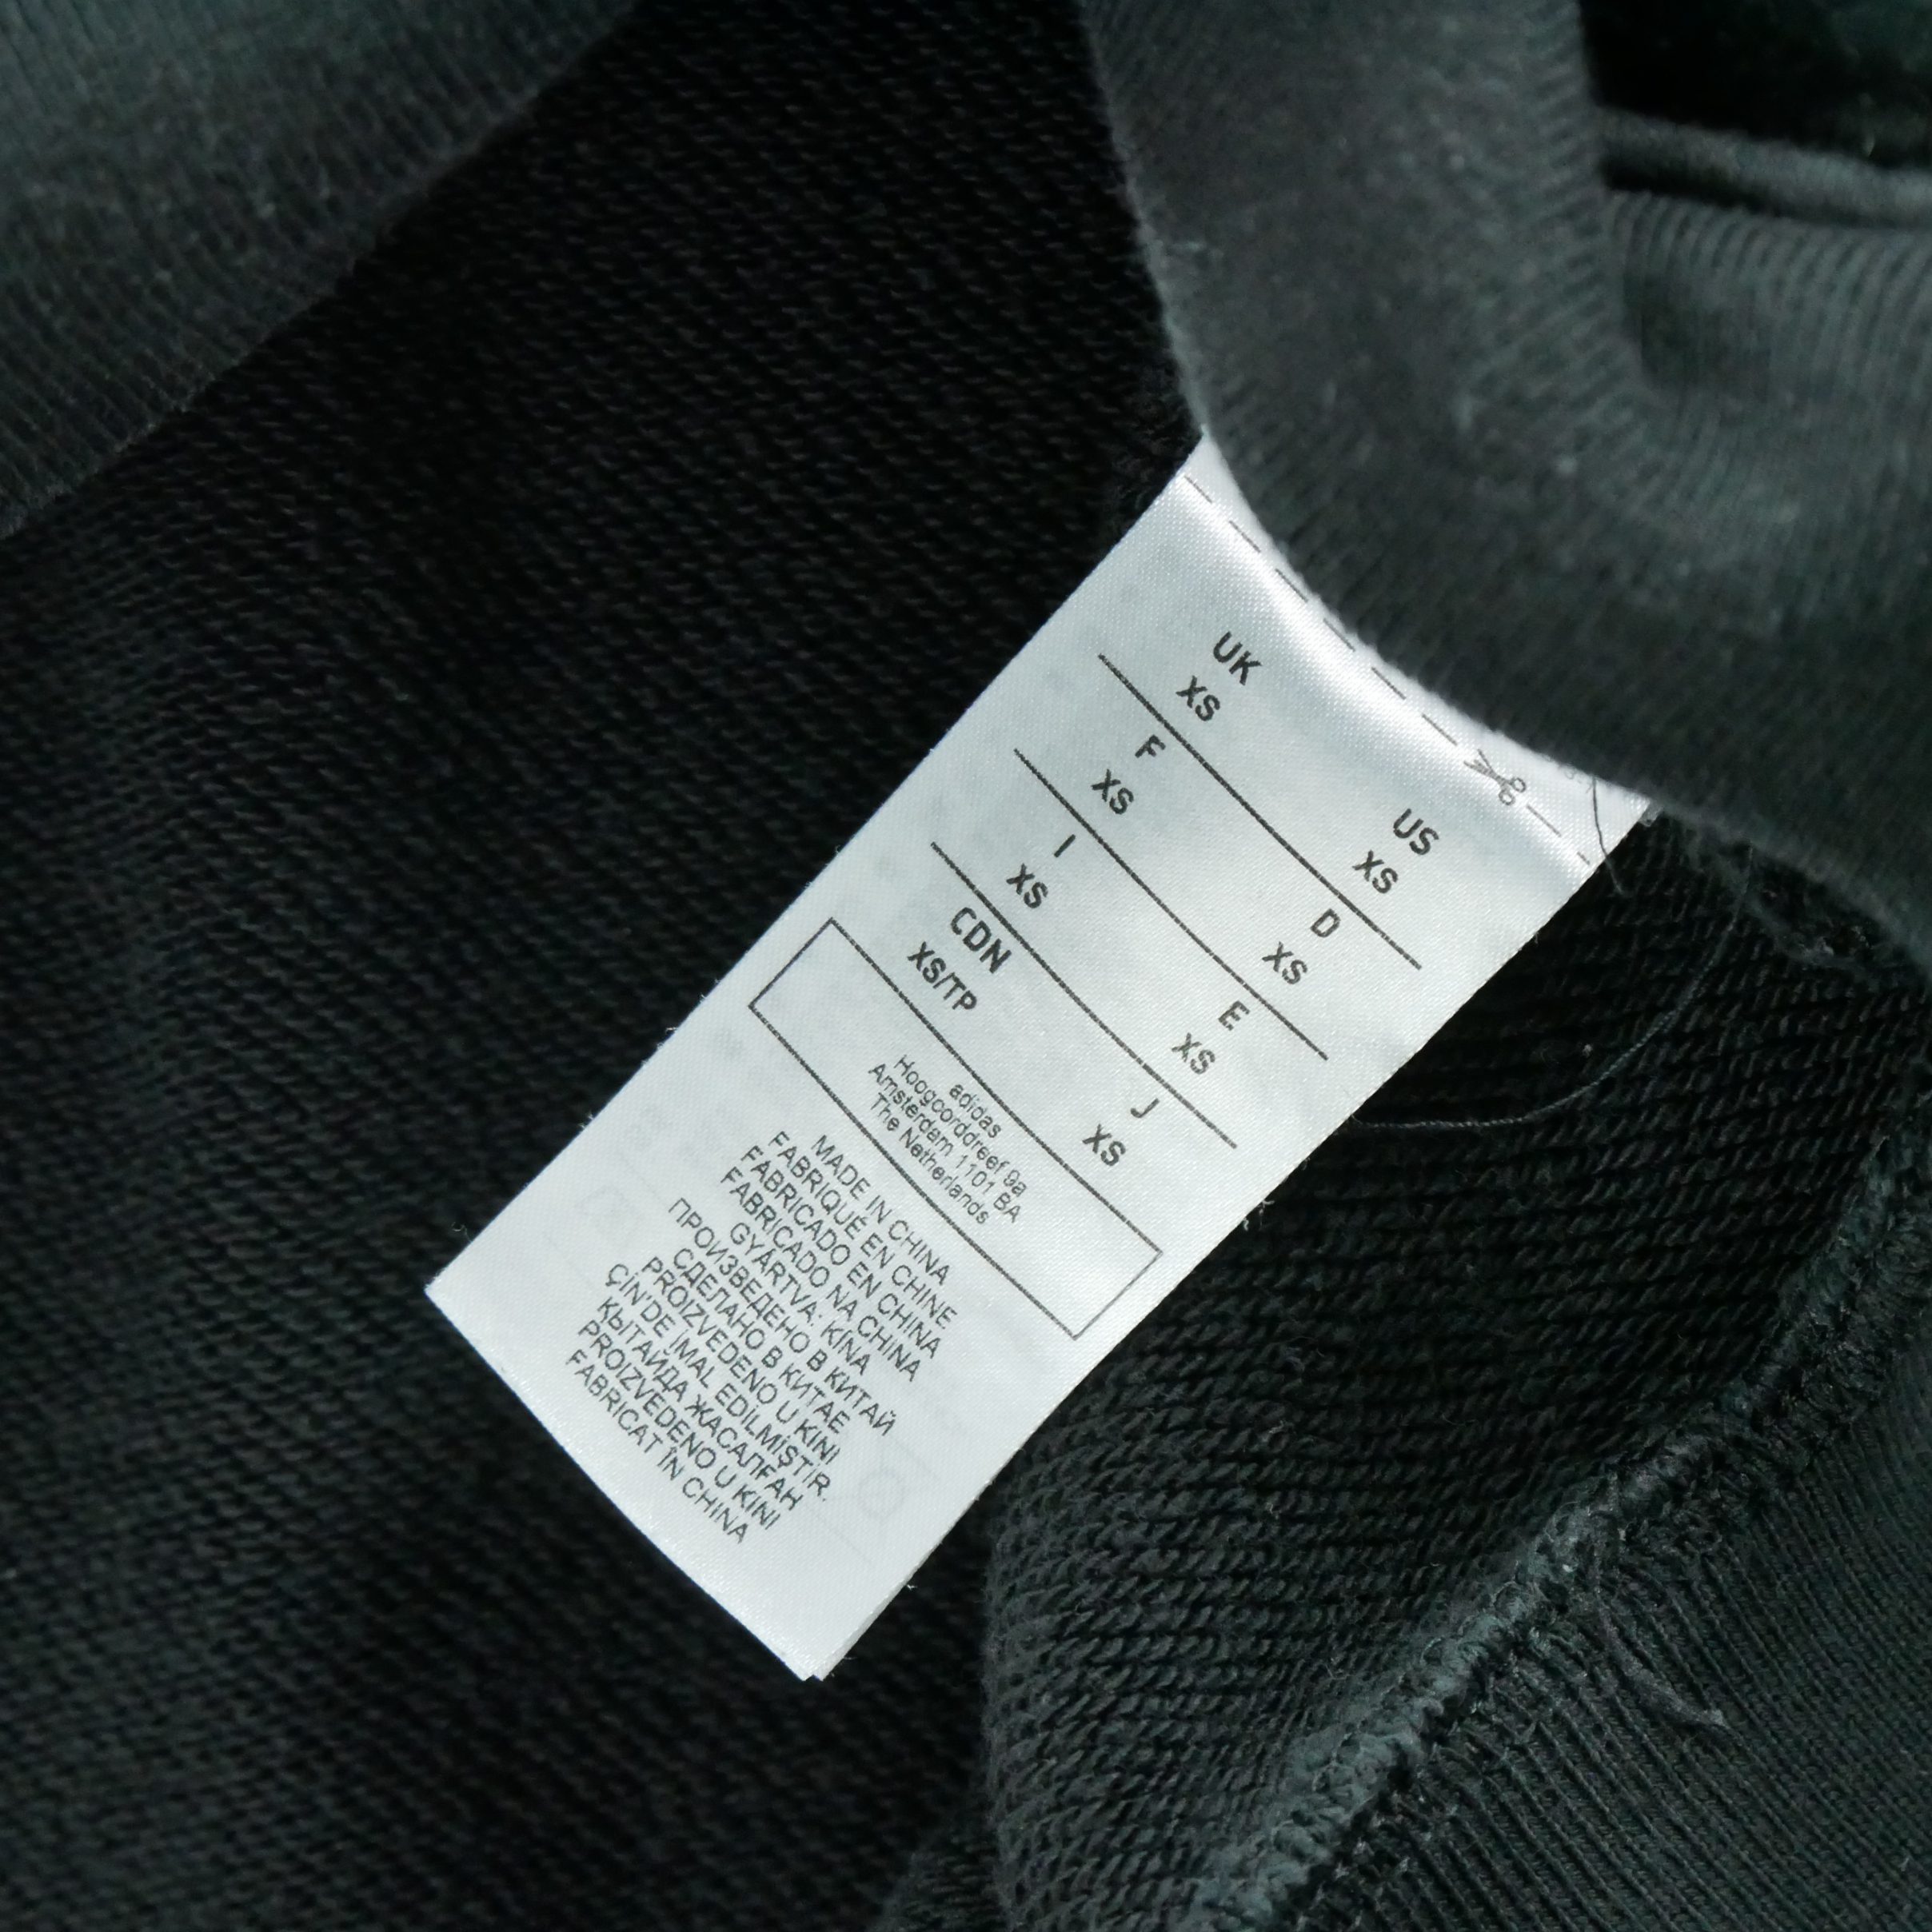 UK US
XS XS
F D
XS XS
I E
XS XS
CDN J
XS/TP XS
adidas
Hoogoorddreef 9a
Amsterdam 1101 BA
The Netherlands
MADE IN CHINA
FABRIQUÉ EN CHINE
FABRICADO EN CHINA
FABRICADO NA CHINA
GYÁRTVA: KÍNA
ПРОИЗВЕДЕНО В КИТАЙ
СДЕЛАНО В КИТАЕ
PROIZVEDENO U KINI
ÇİN'DE İMAL EDİLMİŞTİR.
ҚЫТАЙДА ЖАСАЛҒАН
PROIZVEDENO U KINI
FABRICAT ÎN CHINA